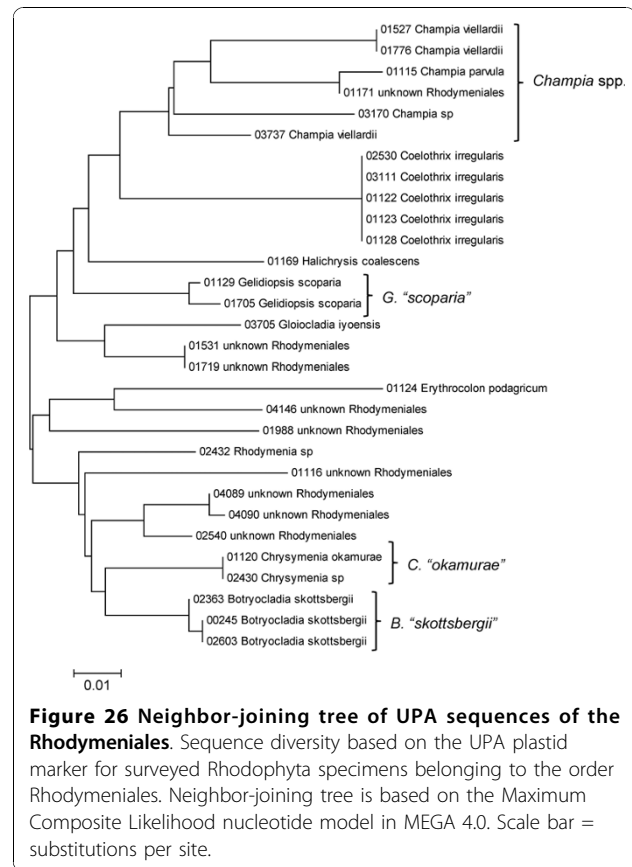 01527 Champia viellardii
01776 Champia viellardii
01115 Champia parvula
01171 unknown Rhodymeniales
Champia spp.
03170 Champia sp
03737 Champia viellardii
02530 Coelothrix irregularis
03111 Coelothrix irregularis
01122 Coelothrix irregularis
01123 Coelothrix irregularis
01128 Coelothrix irregularis
01169 Halichrysis coalescens
01129 Gelidiopsis scoparia
01705 Gelidiopsis scoparia
G. "scoparia"
03705 Gloiocladia iyoensis
01531 unknown Rhodymeniales
01719 unknown Rhodymeniales
01124 Erythrocolon podagricum
04146 unknown Rhodymeniales
01988 unknown Rhodymeniales
02432 Rhodymenia sp
01116 unknown Rhodymeniales
04089 unknown Rhodymeniales
04090 unknown Rhodymeniales
02540 unknown Rhodymeniales
01120 Chrysymenia okamurae
02430 Chrysymenia sp
C. "okamurae"
02363 Botryocladia skottsbergii
00245 Botryocladia skottsbergii
02603 Botryocladia skottsbergii
B. "skottsbergii"
0.01
Figure 26 Neighbor-joining tree of UPA sequences of the
Rhodymeniales. Sequence diversity based on the UPA plastid
marker for surveyed Rhodophyta specimens belonging to the order
Rhodymeniales. Neighbor-joining tree is based on the Maximum
Composite Likelihood nucleotide model in MEGA 4.0. Scale bar =
substitutions per site.